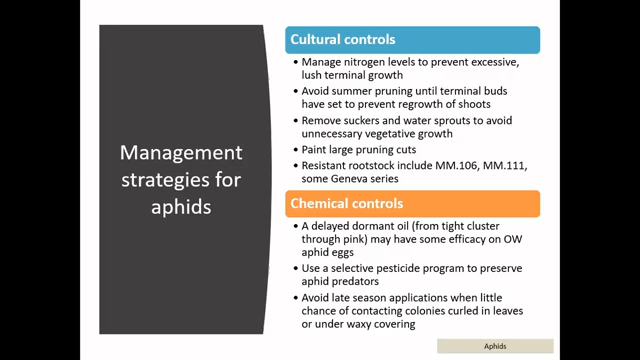 Management
strategies for
aphids
Cultural controls
• Manage nitrogen levels to prevent excessive,
lush terminal growth
• Avoid summer pruning until terminal buds
have set to prevent regrowth of shoots
• Remove suckers and water sprouts to avoid
unnecessary vegetative growth
• Paint large pruning cuts
• Resistant rootstock include MM.106, MM.111,
some Geneva series
Chemical controls
• A delayed dormant oil (from tight cluster
through pink) may have some efficacy on OW
aphid eggs
• Use a selective pesticide program to preserve
aphid predators
• Avoid late season applications when little
chance of contacting colonies curled in leaves
or under waxy covering
Aphids